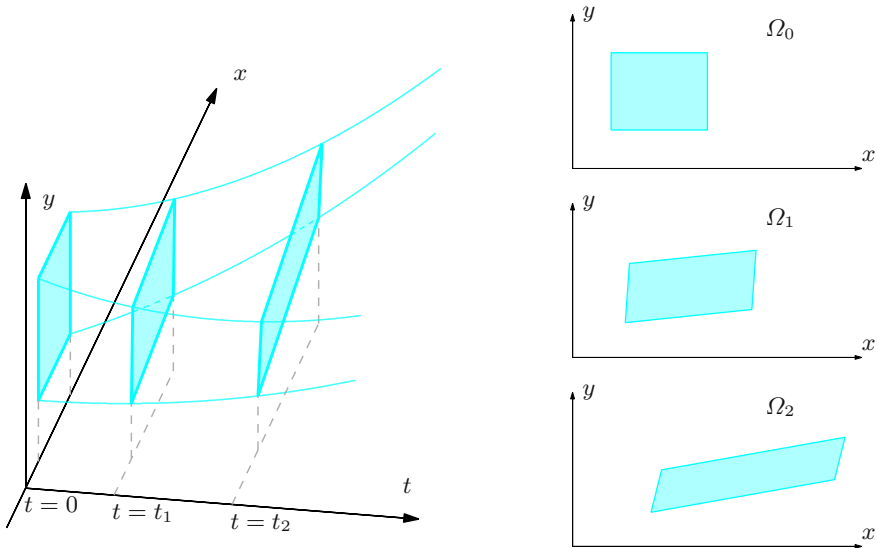 x
y
t
t = 0
t = t₁
t = t₂
y
Ω₀
x
y
Ω₁
x
y
Ω₂
x